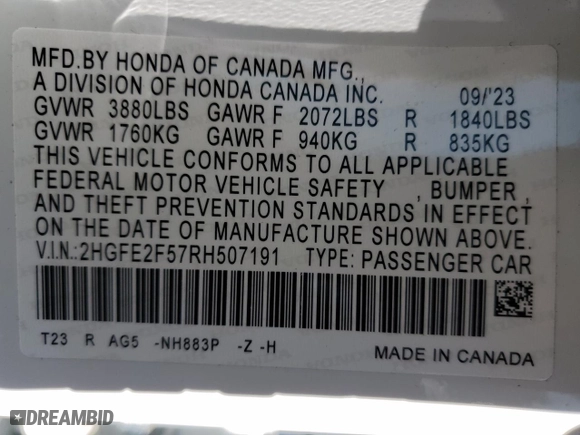 MFD.BY HONDA OF CANADA MFG.,
A DIVISION OF HONDA CANADA INC. 09/'23
GVWR 3880LBS GAWR F 2072LBS R 1840LBS
GVWR 1760KG GAWR F 940KG R 835KG
THIS VEHICLE CONFORMS TO ALL APPLICABLE
FEDERAL MOTOR VEHICLE SAFETY , BUMPER,
AND THEFT PREVENTION STANDARDS IN EFFECT
ON THE DATE OF MANUFACTURE SHOWN ABOVE.
V.I.N.:2HGFE2F57RH507191 TYPE: PASSENGER CAR
T23 R AG5 -NH883P -Z -H
MADE IN CANADA
DREAMBID